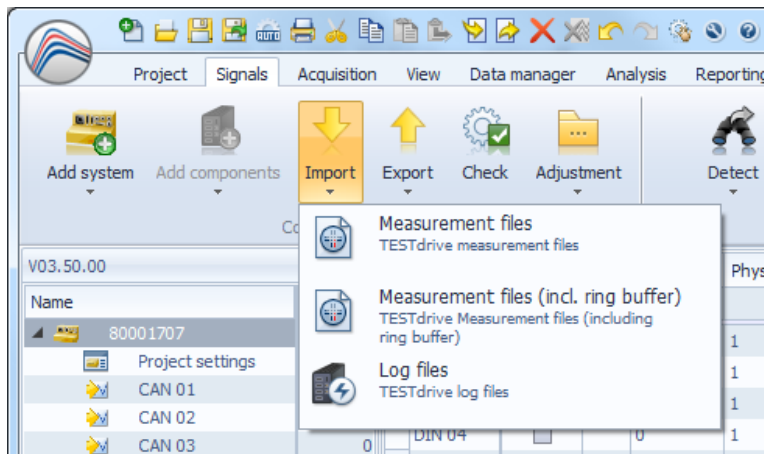 AUTO
Project Signals Acquisition View Data manager Analysis Reporting
Add system Add components Import Export Check Adjustment Detect
Measurement files
TESTdrive measurement files
V03.50.00
Phys
Name
Measurement files (incl. ring buffer)
TESTdrive Measurement files (including
ring buffer)
80001707
1
Project settings
Log files
1
CAN 01
TESTdrive log files
1
CAN 02
DIN 04 0 1
CAN 03 0